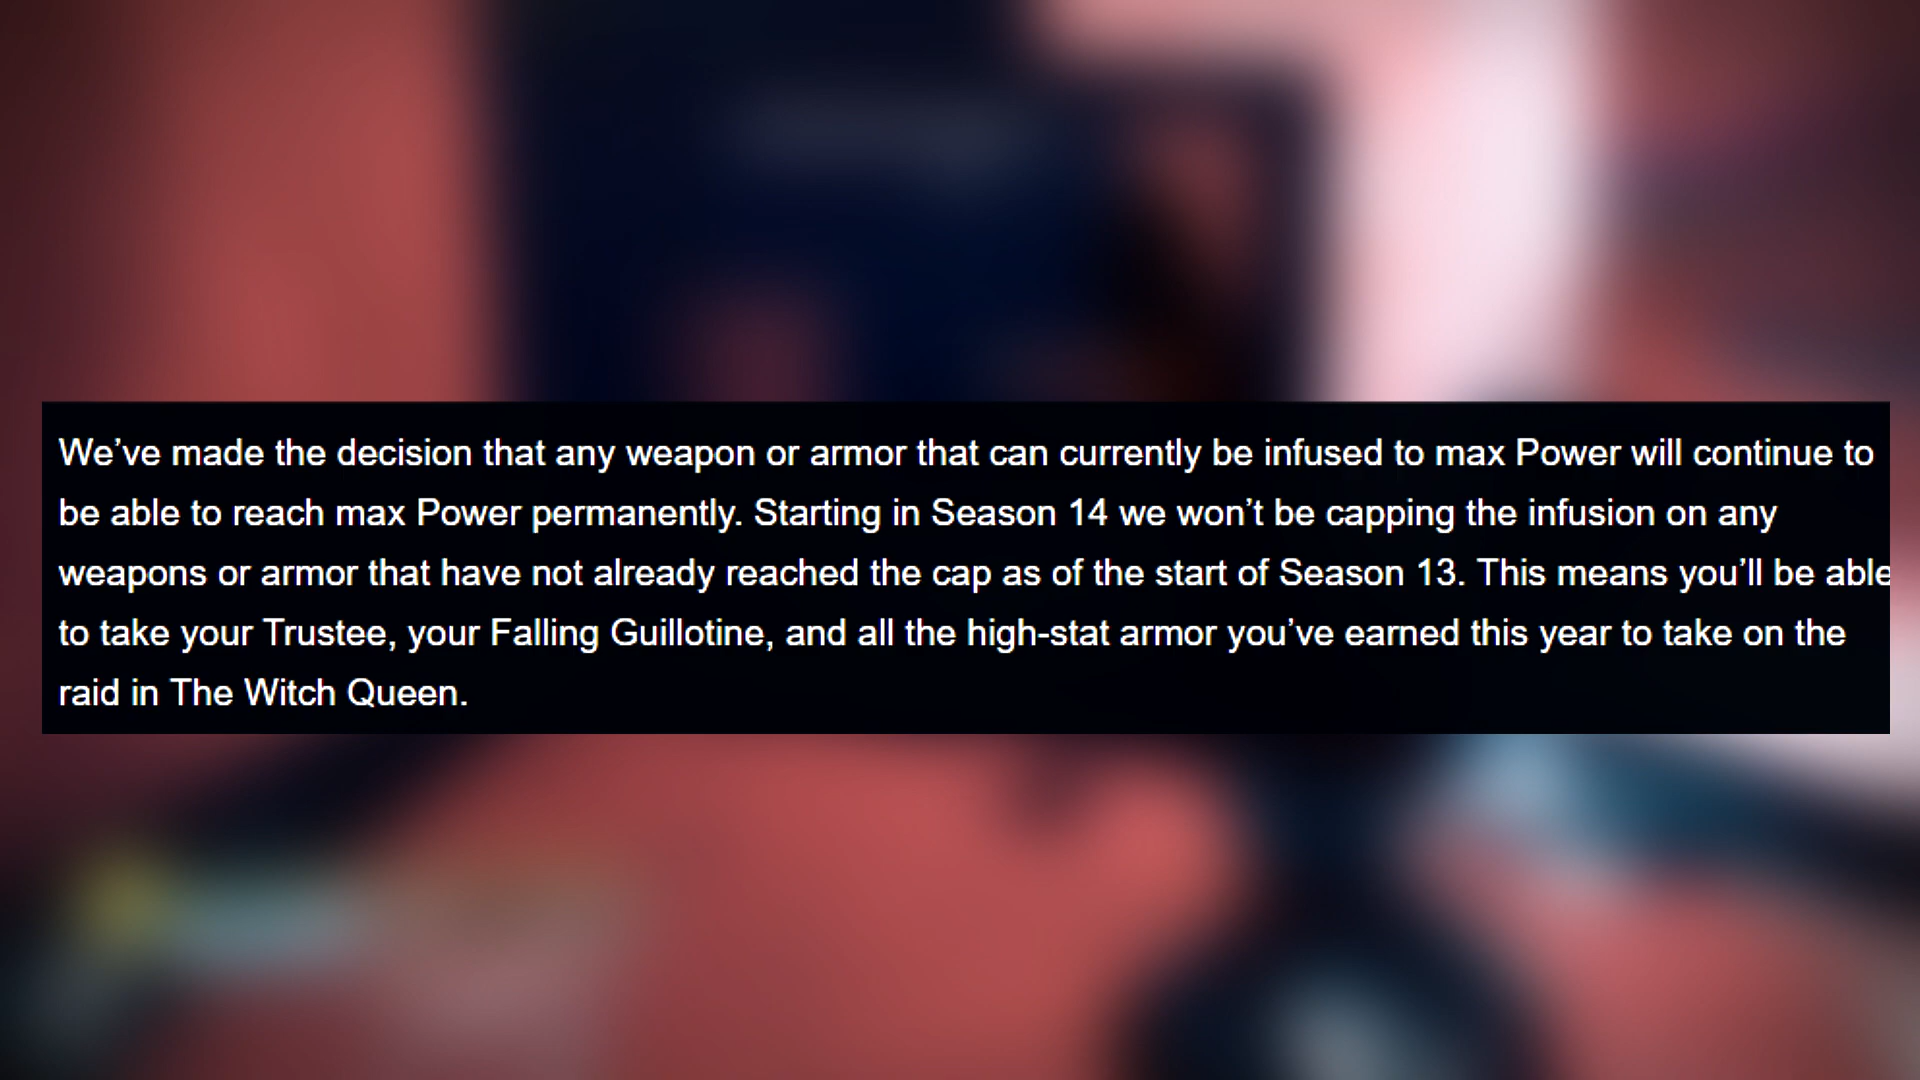 We’ve made the decision that any weapon or armor that can currently be infused to max Power will continue to
be able to reach max Power permanently. Starting in Season 14 we won’t be capping the infusion on any
weapons or armor that have not already reached the cap as of the start of Season 13. This means you’ll be able
to take your Trustee, your Falling Guillotine, and all the high-stat armor you’ve earned this year to take on the
raid in The Witch Queen.